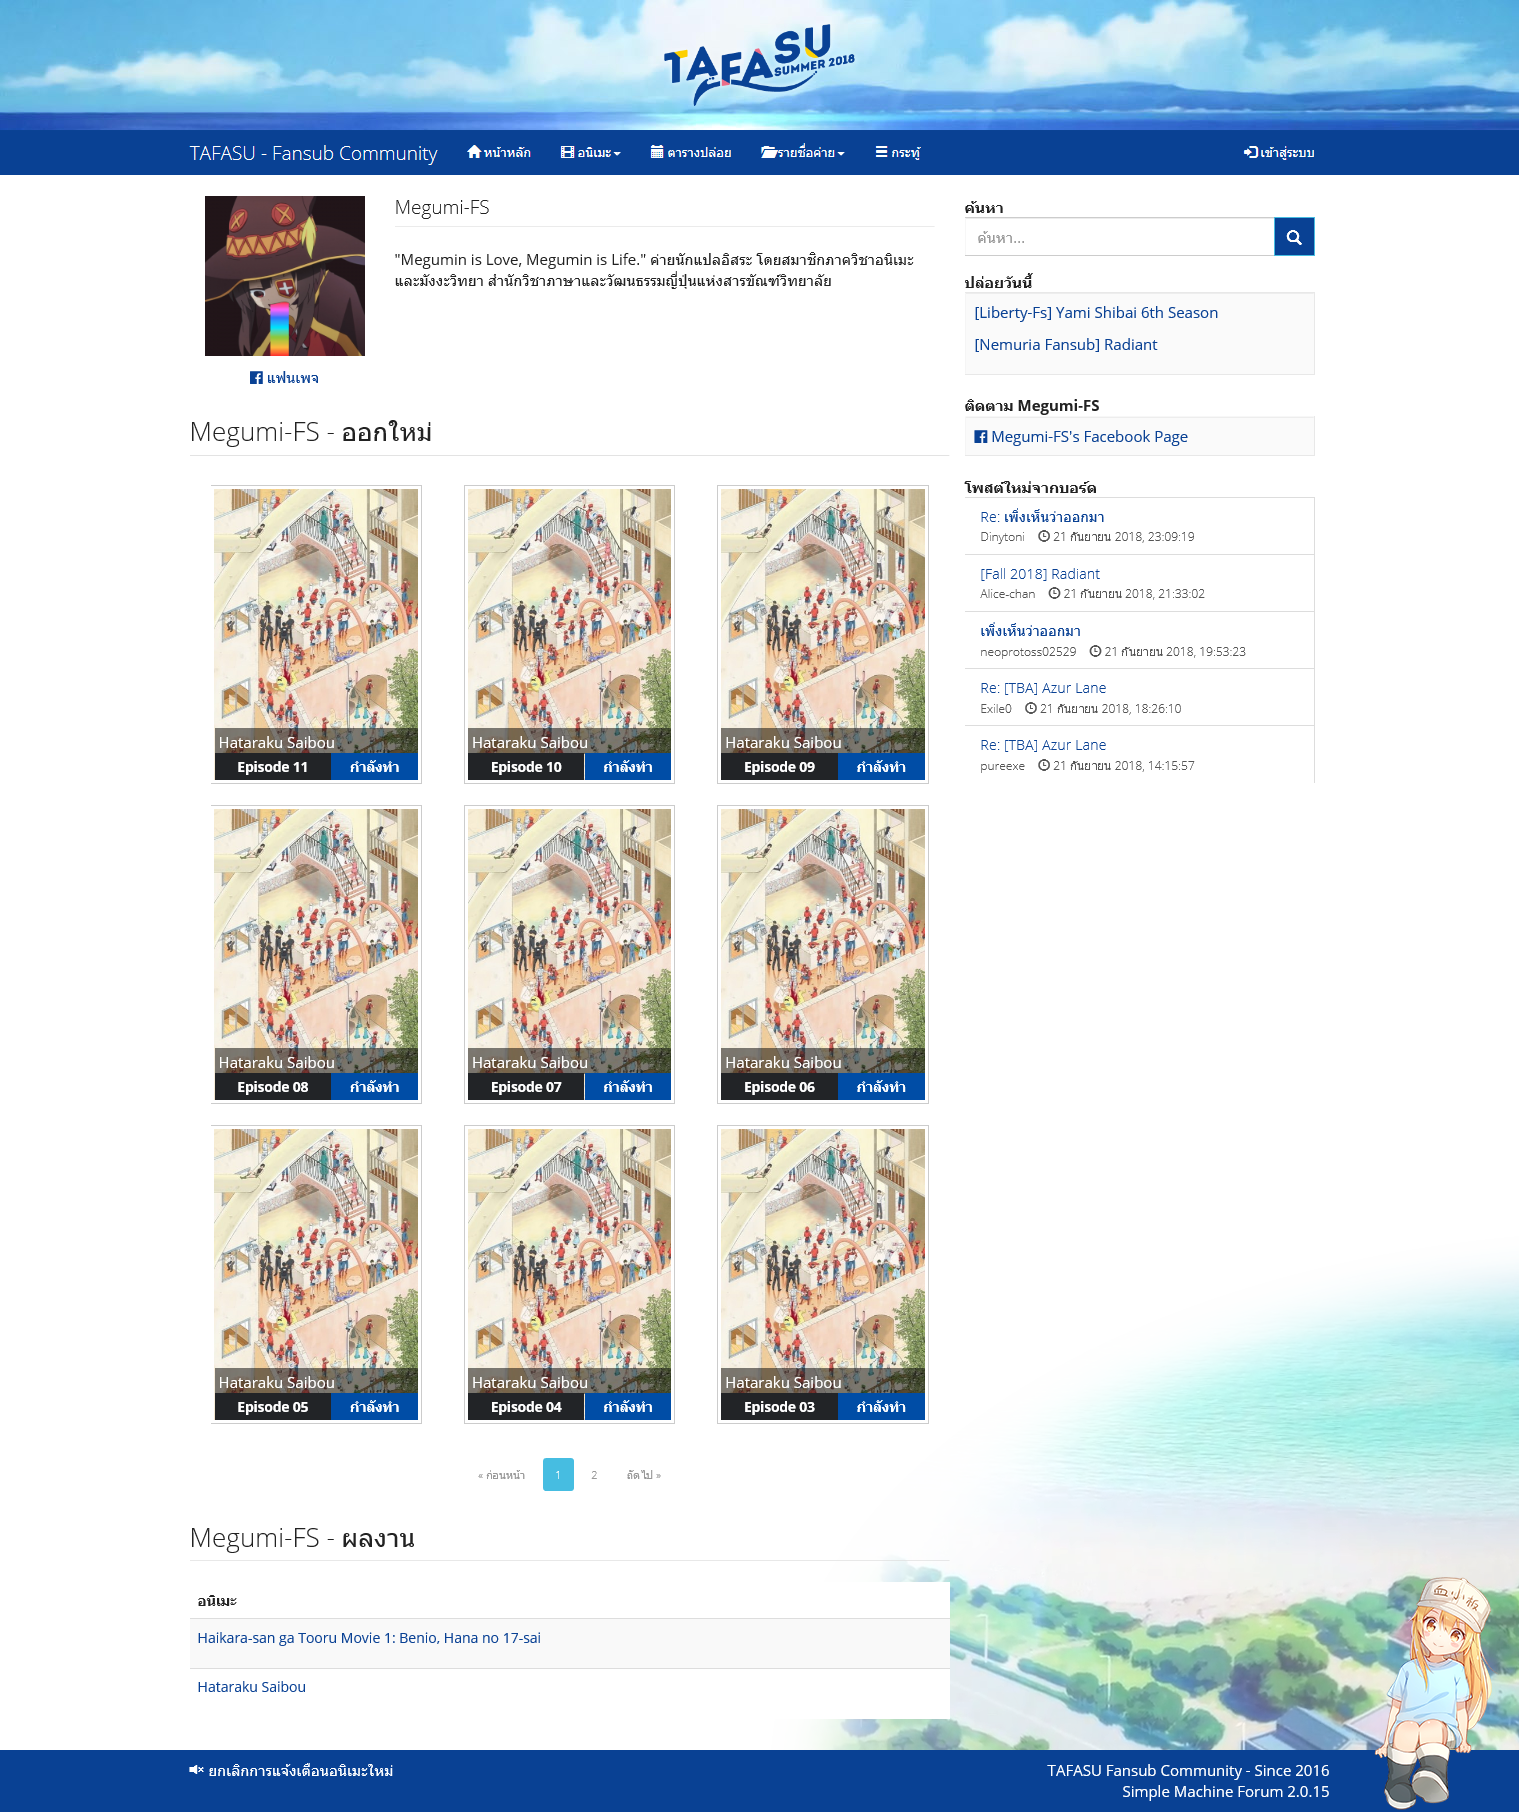 TAFASU
SUMMER 2018
TAFASU - Fansub Community
หน้าหลัก
อนิเมะ
ตารางปล่อย
รายชื่อค่าย
กระทู้
เข้าสู่ระบบ
Megumi-FS
"Megumin is Love, Megumin is Life." ค่ายนักแปลอิสระ โดยสมาชิกภาควิชาอนิเมะ
และมังงะวิทยา สำนักวิชาภาษาและวัฒนธรรมญี่ปุ่นแห่งสารขัณฑ์วิทยาลัย
แฟนเพจ
Megumi-FS - ออกใหม่
Hataraku Saibou
Episode 11 กำลังทำ
Hataraku Saibou
Episode 10 กำลังทำ
Hataraku Saibou
Episode 09 กำลังทำ
Hataraku Saibou
Episode 08 กำลังทำ
Hataraku Saibou
Episode 07 กำลังทำ
Hataraku Saibou
Episode 06 กำลังทำ
Hataraku Saibou
Episode 05 กำลังทำ
Hataraku Saibou
Episode 04 กำลังทำ
Hataraku Saibou
Episode 03 กำลังทำ
« ก่อนหน้า 1 2 ถัดไป »
Megumi-FS - ผลงาน
อนิเมะ
Haikara-san ga Tooru Movie 1: Benio, Hana no 17-sai
Hataraku Saibou
ค้นหา
ค้นหา...
ปล่อยวันนี้
[Liberty-Fs] Yami Shibai 6th Season
[Nemuria Fansub] Radiant
ติดตาม Megumi-FS
Megumi-FS's Facebook Page
โพสต์ใหม่จากบอร์ด
Re: เพิ่งเห็นว่าออกมา
Dinytoni 21 กันยายน 2018, 23:09:19
[Fall 2018] Radiant
Alice-chan 21 กันยายน 2018, 21:33:02
เพิ่งเห็นว่าออกมา
neoprotoss02529 21 กันยายน 2018, 19:53:23
Re: [TBA] Azur Lane
Exile0 21 กันยายน 2018, 18:26:10
Re: [TBA] Azur Lane
pureexe 21 กันยายน 2018, 14:15:57
血小板
ยกเลิกการแจ้งเตือนอนิเมะใหม่
TAFASU Fansub Community - Since 2016
Simple Machine Forum 2.0.15